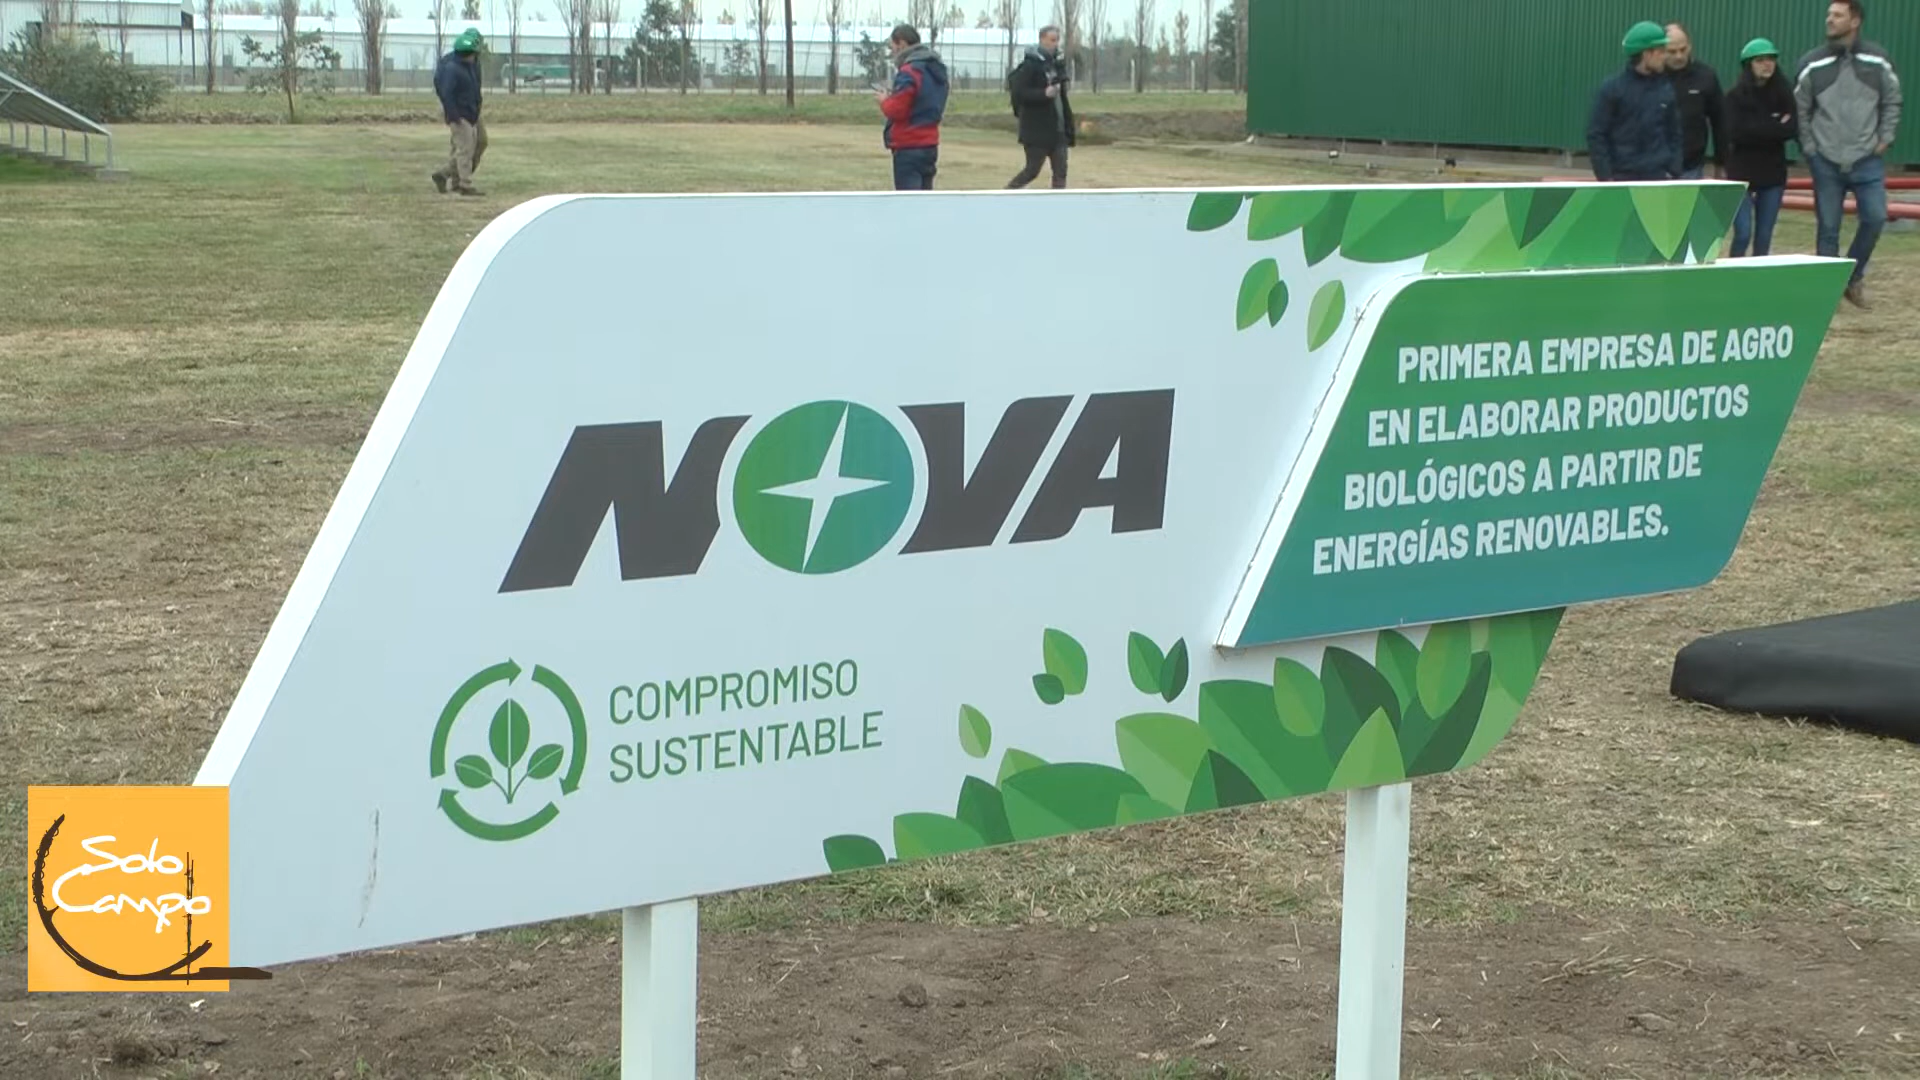 NOVA
COMPROMISO
SUSTENTABLE
PRIMERA EMPRESA DE AGRO
EN ELABORAR PRODUCTOS
BIOLÓGICOS A PARTIR DE
ENERGÍAS RENOVABLES.
Solo
Campo